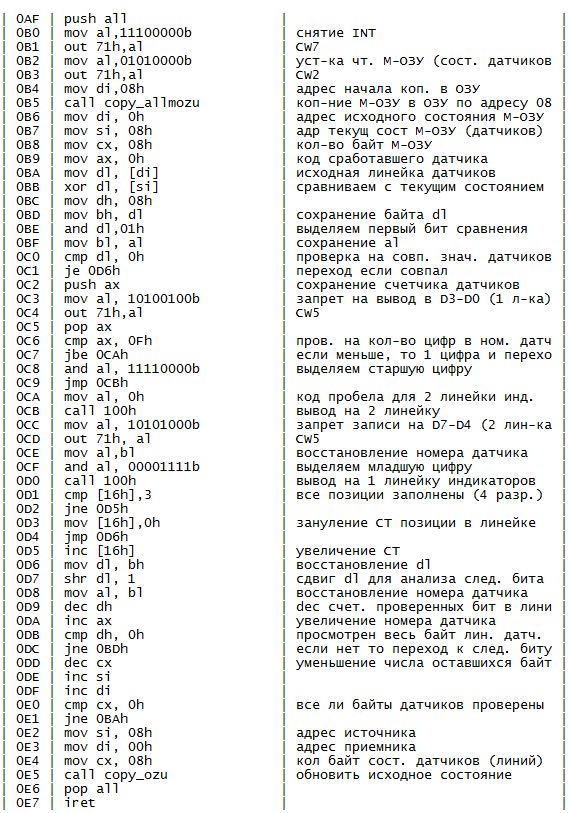 | 0AF | push all | |
| 0B0 | mov al,11100000b | снятие INT |
| 0B1 | out 71h,al | CW7 |
| 0B2 | mov al,01010000b | уст-ка чт. М-ОЗУ (сост. датчиков |
| 0B3 | out 71h,al | CW2 |
| 0B4 | mov di,08h | адрес начала коп. в ОЗУ |
| 0B5 | call copy_allmozu | коп-ние М-ОЗУ в ОЗУ по адресу 08 |
| 0B6 | mov di, 0h | адрес исходного состояния М-ОЗУ |
| 0B7 | mov si, 08h | адр текущ сост М-ОЗУ (датчиков) |
| 0B8 | mov cx, 08h | кол-во байт М-ОЗУ |
| 0B9 | mov ax, 0h | код сработавшего датчика |
| 0BA | mov dl, [di] | исходная линейка датчиков |
| 0BB | xor dl, [si] | сравниваем с текущим состоянием |
| 0BC | mov dh, 08h | |
| 0BD | mov bh, dl | сохранение байта dl |
| 0BE | and dl,01h | выделяем первый бит сравнения |
| 0BF | mov bl, al | сохранение al |
| 0C0 | cmp dl, 0h | проверка на совп. знач. датчиков |
| 0C1 | je 0D6h | переход если совпал |
| 0C2 | push ax | сохранение счетчика датчиков |
| 0C3 | mov al, 10100100b | запрет на вывод в D3-D0 (1 л-ка) |
| 0C4 | out 71h,al | CW5 |
| 0C5 | pop ax | |
| 0C6 | cmp ax, 0Fh | пров. на кол-во цифр в ном. датч |
| 0C7 | jbe 0CAh | если меньше, то 1 цифра и перехо |
| 0C8 | and al, 11110000b | выделяем старшую цифру |
| 0C9 | jmp 0CBh | |
| 0CA | mov al, 0h | код пробела для 2 линейки инд. |
| 0CB | call 100h | вывод на 2 линейку |
| 0CC | mov al, 10101000b | запрет записи на D7-D4 (2 лин-ка |
| 0CD | out 71h, al | CW5 |
| 0CE | mov al,bl | восстановление номера датчика |
| 0CF | and al, 00001111b | выделяем младшую цифру |
| 0D0 | call 100h | вывод на 1 линейку индикаторов |
| 0D1 | cmp [16h],3 | все позиции заполнены (4 разр.) |
| 0D2 | jne 0D5h | |
| 0D3 | mov [16h],0h | зануление СТ позиции в линейке |
| 0D4 | jmp 0D6h | |
| 0D5 | inc [16h] | увеличение СТ |
| 0D6 | mov dl, bh | восстановление dl |
| 0D7 | shr dl, 1 | сдвиг dl для анализа след. бита |
| 0D8 | mov al, bl | восстановление номера датчика |
| 0D9 | dec dh | dec счет. проверенных бит в лини |
| 0DA | inc ax | увеличение номера датчика |
| 0DB | cmp dh, 0h | просмотрен весь байт лин. датч. |
| 0DC | jne 0BDh | если нет то переход к след. биту |
| 0DD | dec cx | уменьшение числа оставшихся байт |
| 0DE | inc si | |
| 0DF | inc di | |
| 0E0 | cmp cx, 0h | все ли байты датчиков проверены |
| 0E1 | jne 0BAh | |
| 0E2 | mov si, 08h | адрес источника |
| 0E3 | mov di, 00h | адрес приемника |
| 0E4 | mov cx, 08h | кол байт сост. датчиков (линий) |
| 0E5 | call copy_ozu | обновить исходное состояние |
| 0E6 | pop all | |
| 0E7 | iret | |